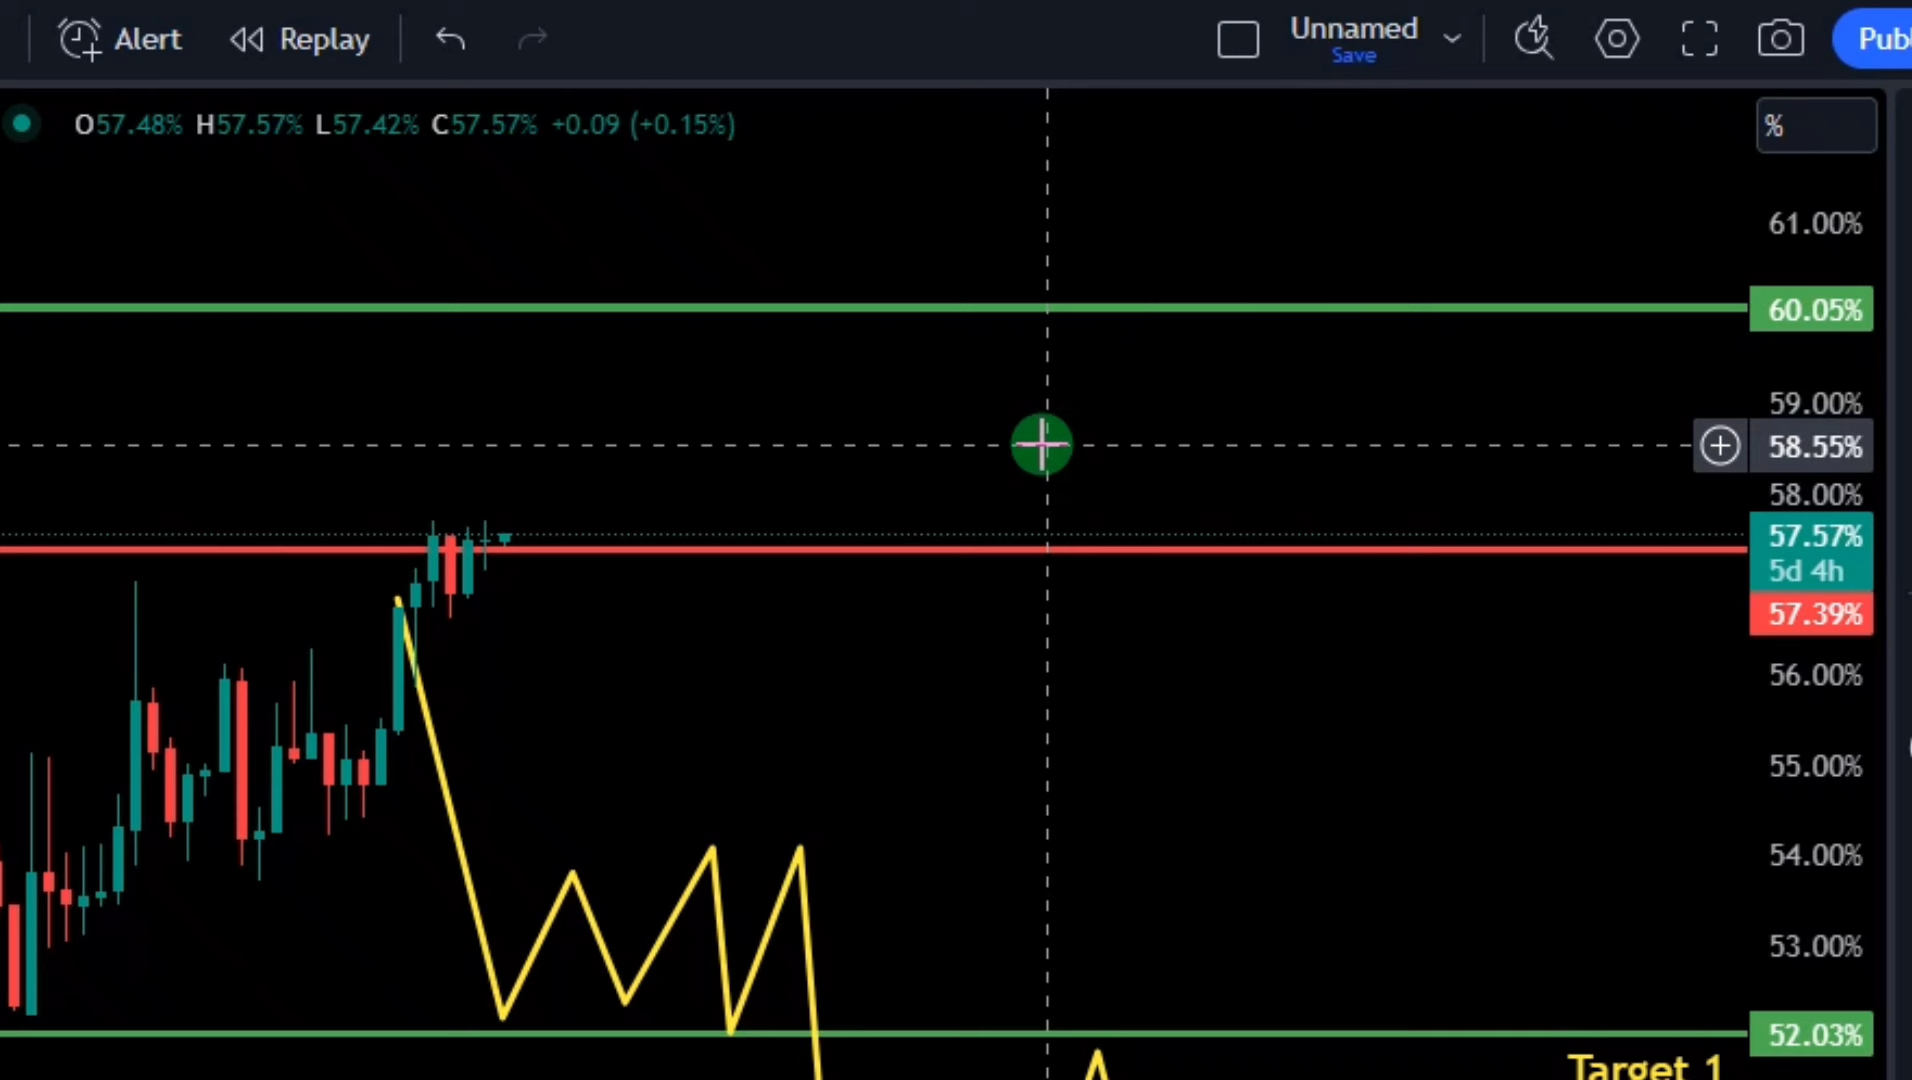 Alert Replay Unnamed
Save
O57.48% H57.57% L57.42% C57.57% +0.09 (+0.15%)
%
61.00%
60.05%
59.00%
58.55%
58.00%
57.57%
5d 4h
57.39%
56.00%
55.00%
54.00%
53.00%
52.03%
Target 1